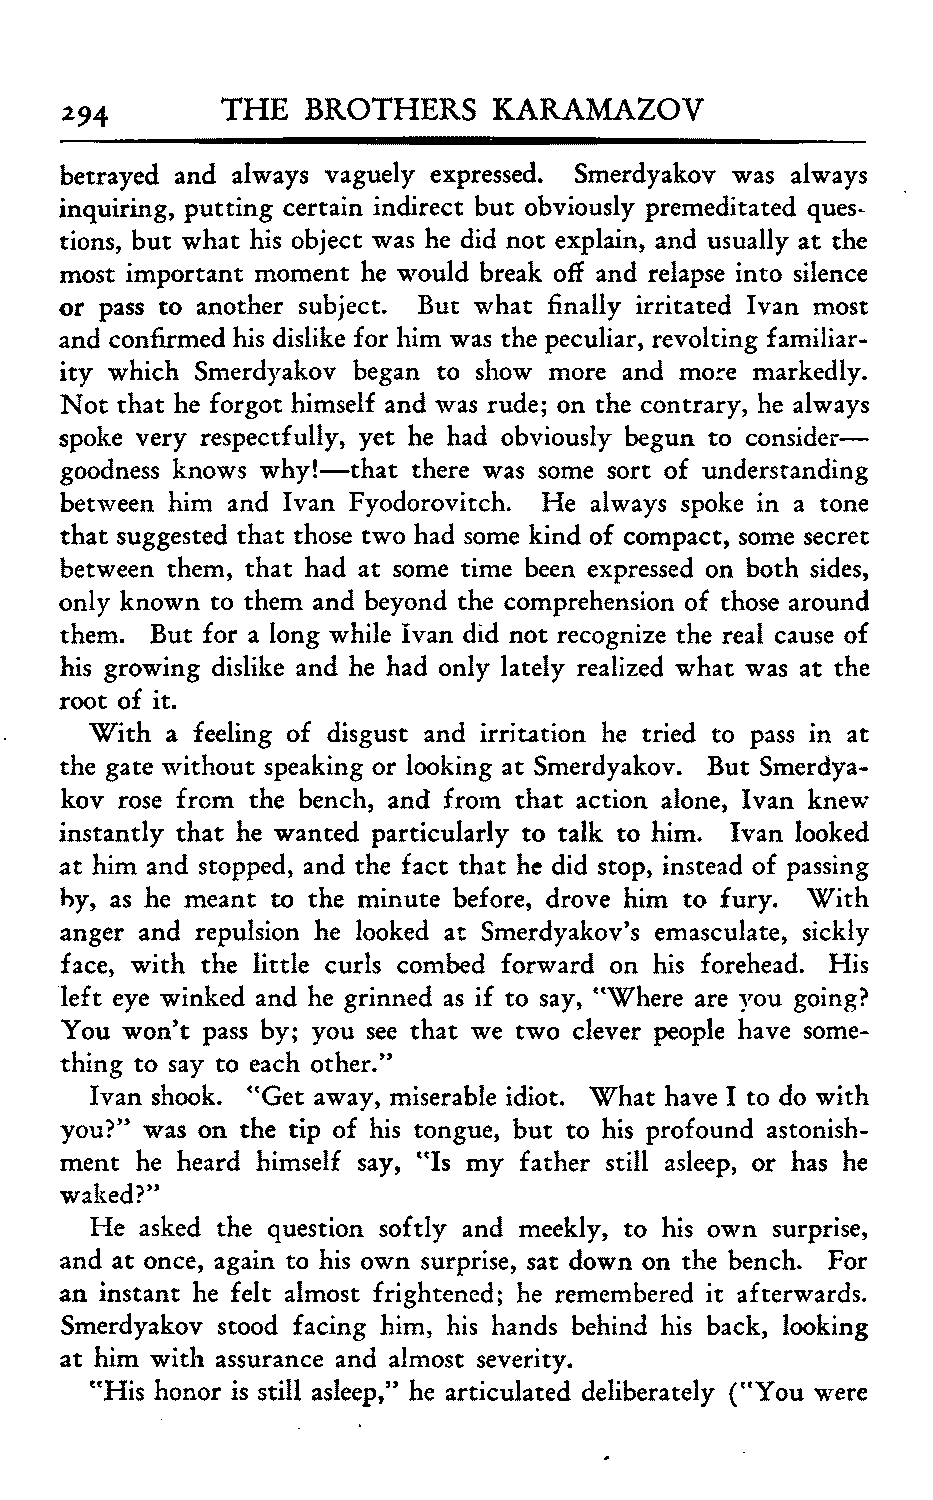 294 THE BROTHERS KARAMAZOV
betrayed and always vaguely expressed. Smerdyakov was always
inquiring, putting certain indirect but obviously premeditated ques-
tions, but what his object was he did not explain, and usually at the
most important moment he would break off and relapse into silence
or pass to another subject. But what finally irritated Ivan most
and confirmed his dislike for him was the peculiar, revolting familiar-
ity which Smerdyakov began to show more and more markedly.
Not that he forgot himself and was rude; on the contrary, he always
spoke very respectfully, yet he had obviously begun to consider—
goodness knows why!—that there was some sort of understanding
between him and Ivan Fyodorovitch. He always spoke in a tone
that suggested that those two had some kind of compact, some secret
between them, that had at some time been expressed on both sides,
only known to them and beyond the comprehension of those around
them. But for a long while Ivan did not recognize the real cause of
his growing dislike and he had only lately realized what was at the
root of it.
With a feeling of disgust and irritation he tried to pass in at
the gate without speaking or looking at Smerdyakov. But Smerdya-
kov rose from the bench, and from that action alone, Ivan knew
instantly that he wanted particularly to talk to him. Ivan looked
at him and stopped, and the fact that he did stop, instead of passing
by, as he meant to the minute before, drove him to fury. With
anger and repulsion he looked at Smerdyakov's emasculate, sickly
face, with the little curls combed forward on his forehead. His
left eye winked and he grinned as if to say, "Where are you going?
You won't pass by; you see that we two clever people have some-
thing to say to each other."
Ivan shook. "Get away, miserable idiot. What have I to do with
you?" was on the tip of his tongue, but to his profound astonish-
ment he heard himself say, "Is my father still asleep, or has he
waked?"
He asked the question softly and meekly, to his own surprise,
and at once, again to his own surprise, sat down on the bench. For
an instant he felt almost frightened; he remembered it afterwards.
Smerdyakov stood facing him, his hands behind his back, looking
at him with assurance and almost severity.
"His honor is still asleep," he articulated deliberately ("You were